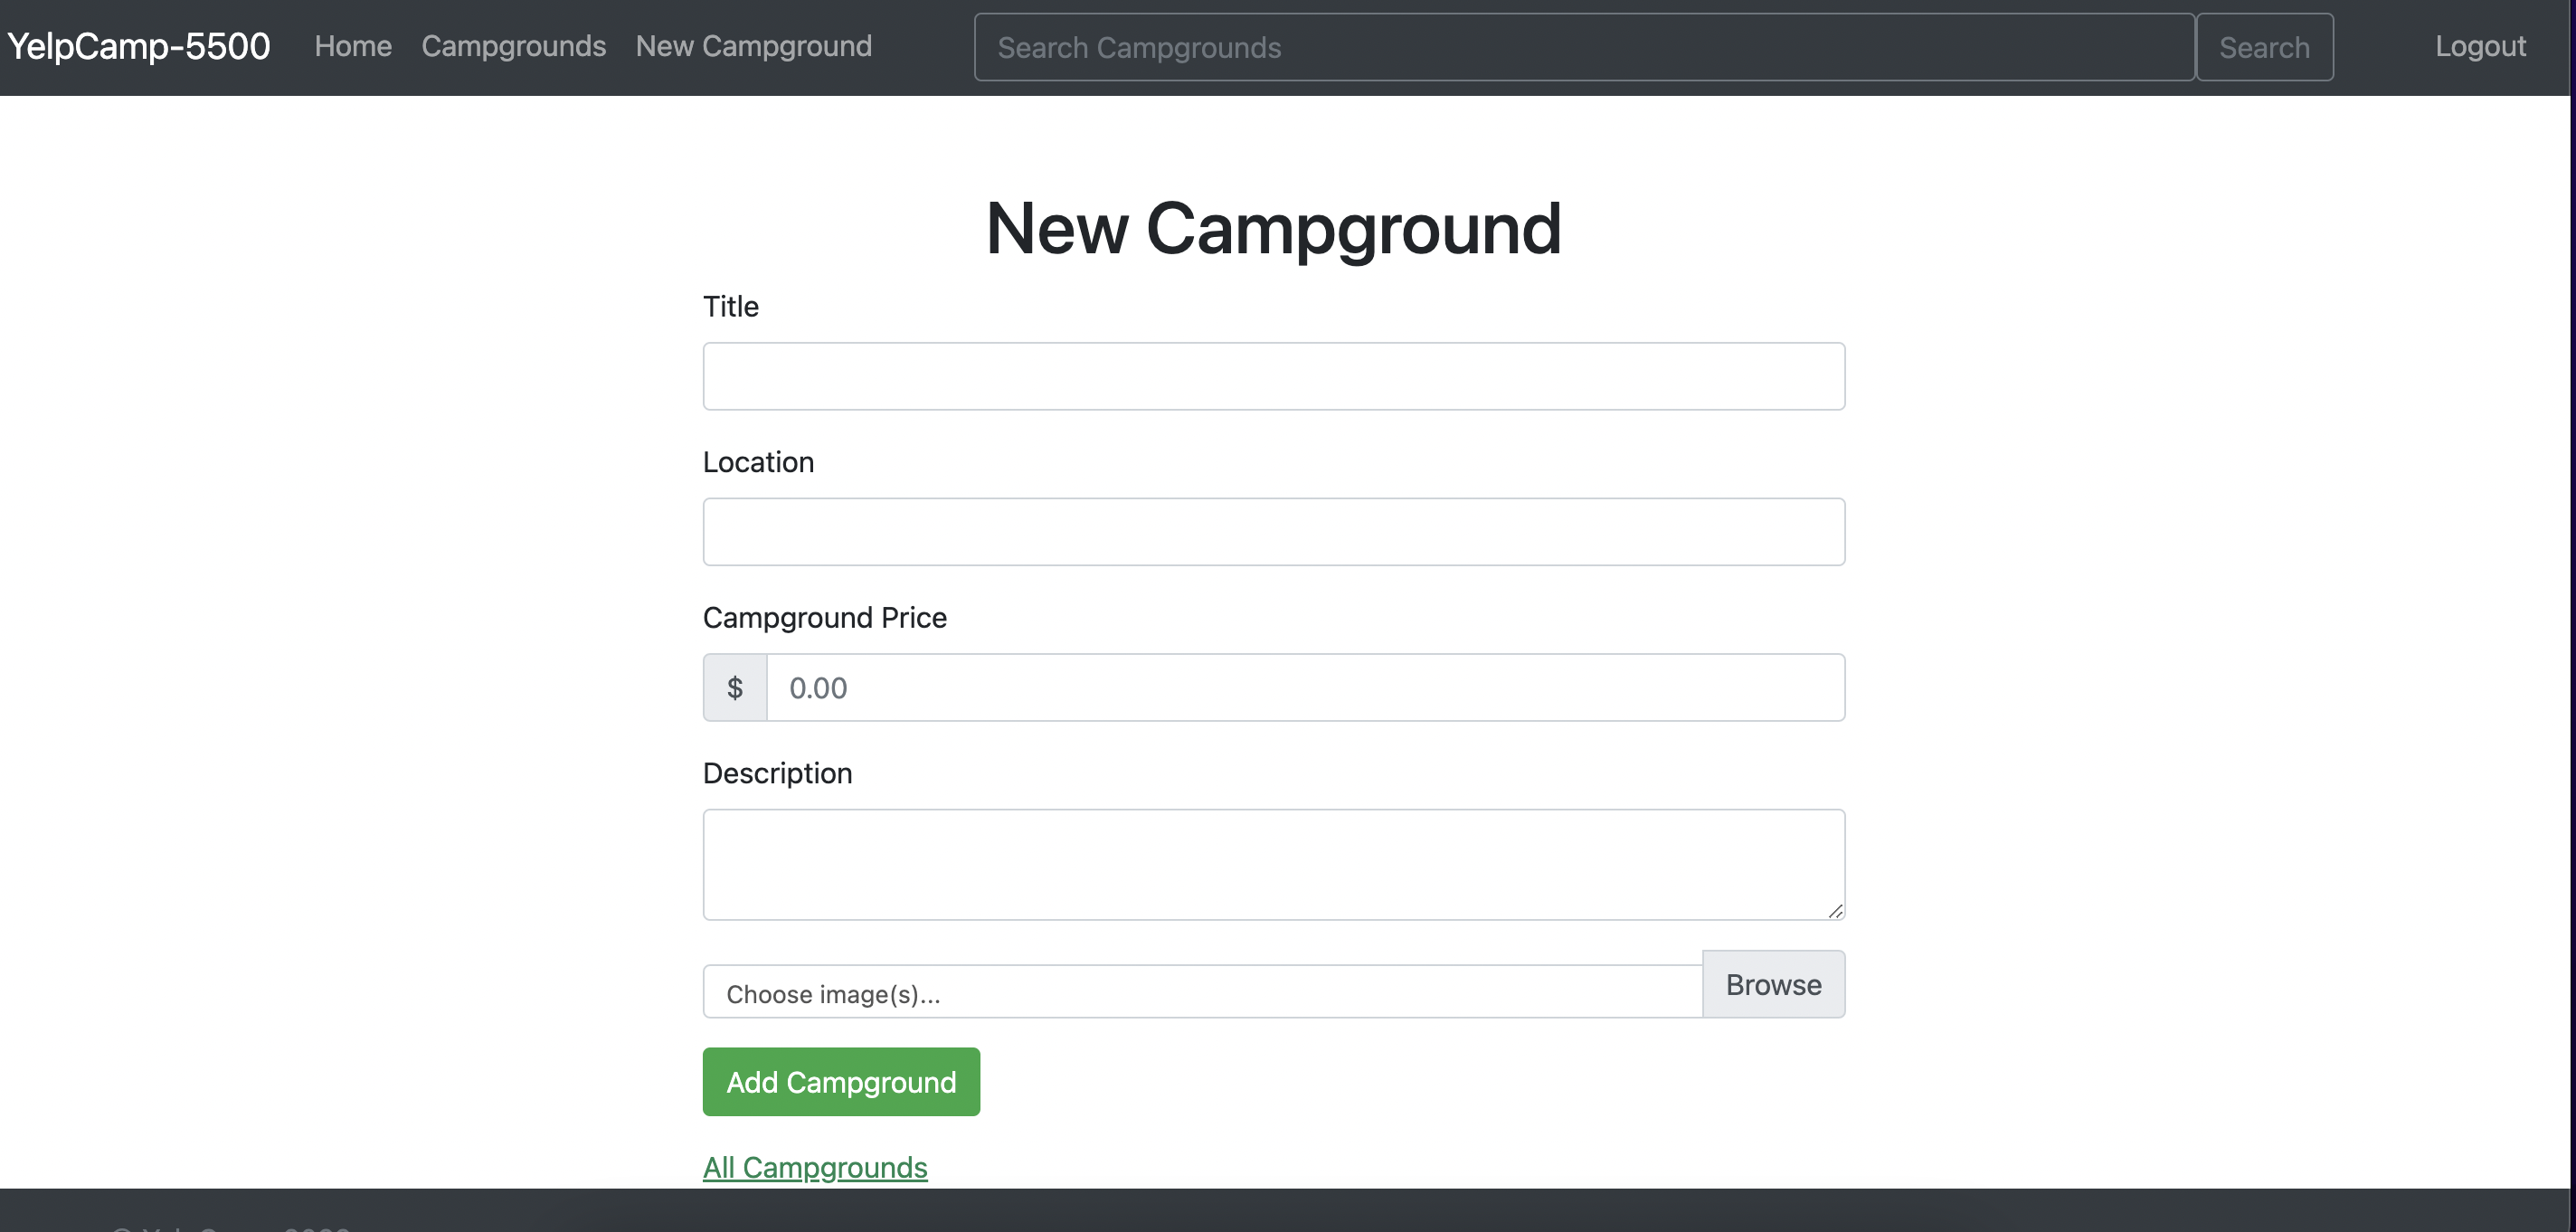 YelpCamp-5500 Home Campgrounds New Campground Search Campgrounds Search Logout
New Campground
Title
Location
Campground Price
$ 0.00
Description
Choose image(s)... Browse
Add Campground
All Campgrounds